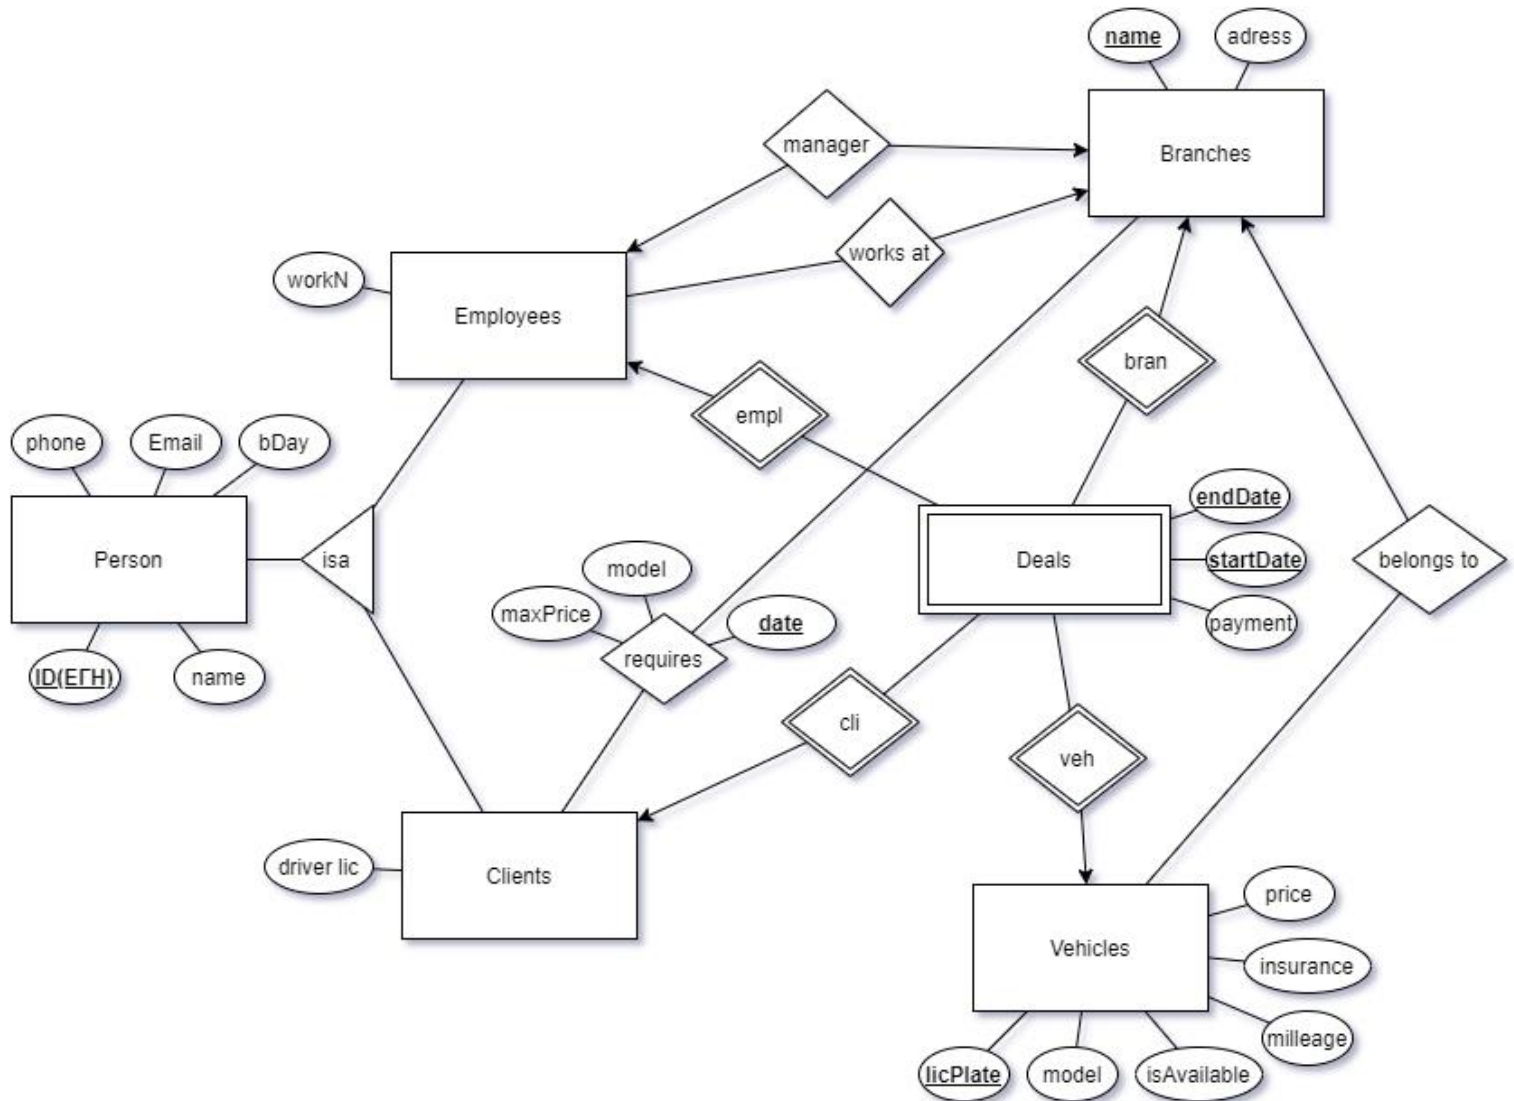 name
adress
manager
Branches
workN
works at
Employees
bran
empl
phone
Email
bDay
endDate
Person
isa
Deals
startDate
belongs to
model
maxPrice
date
payment
requires
ID(ЕГН)
name
cli
veh
driver lic
Clients
price
Vehicles
insurance
milleage
licPlate
model
isAvailable